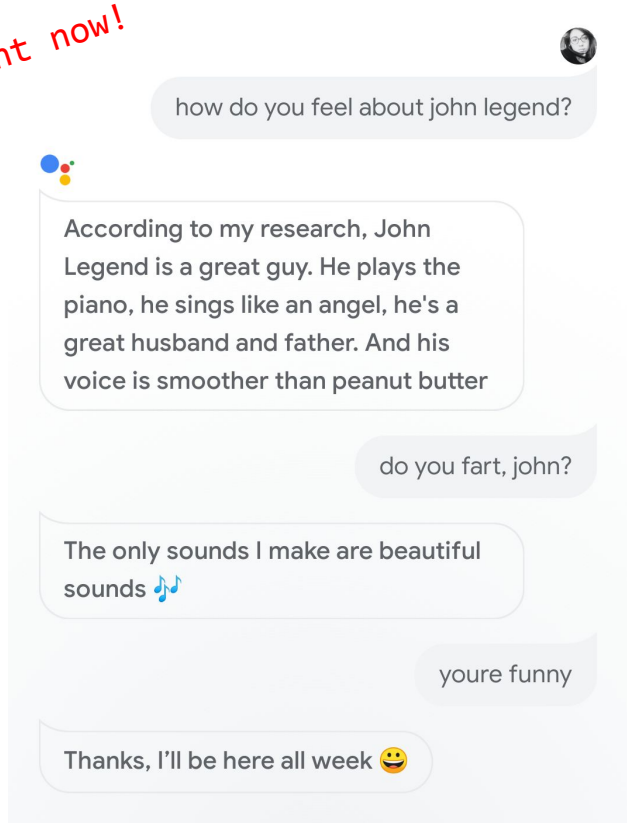 nt now!
how do you feel about john legend?
According to my research, John
Legend is a great guy. He plays the
piano, he sings like an angel, he's a
great husband and father. And his
voice is smoother than peanut butter
do you fart, john?
The only sounds I make are beautiful
sounds 🎶
youre funny
Thanks, I’ll be here all week 😀